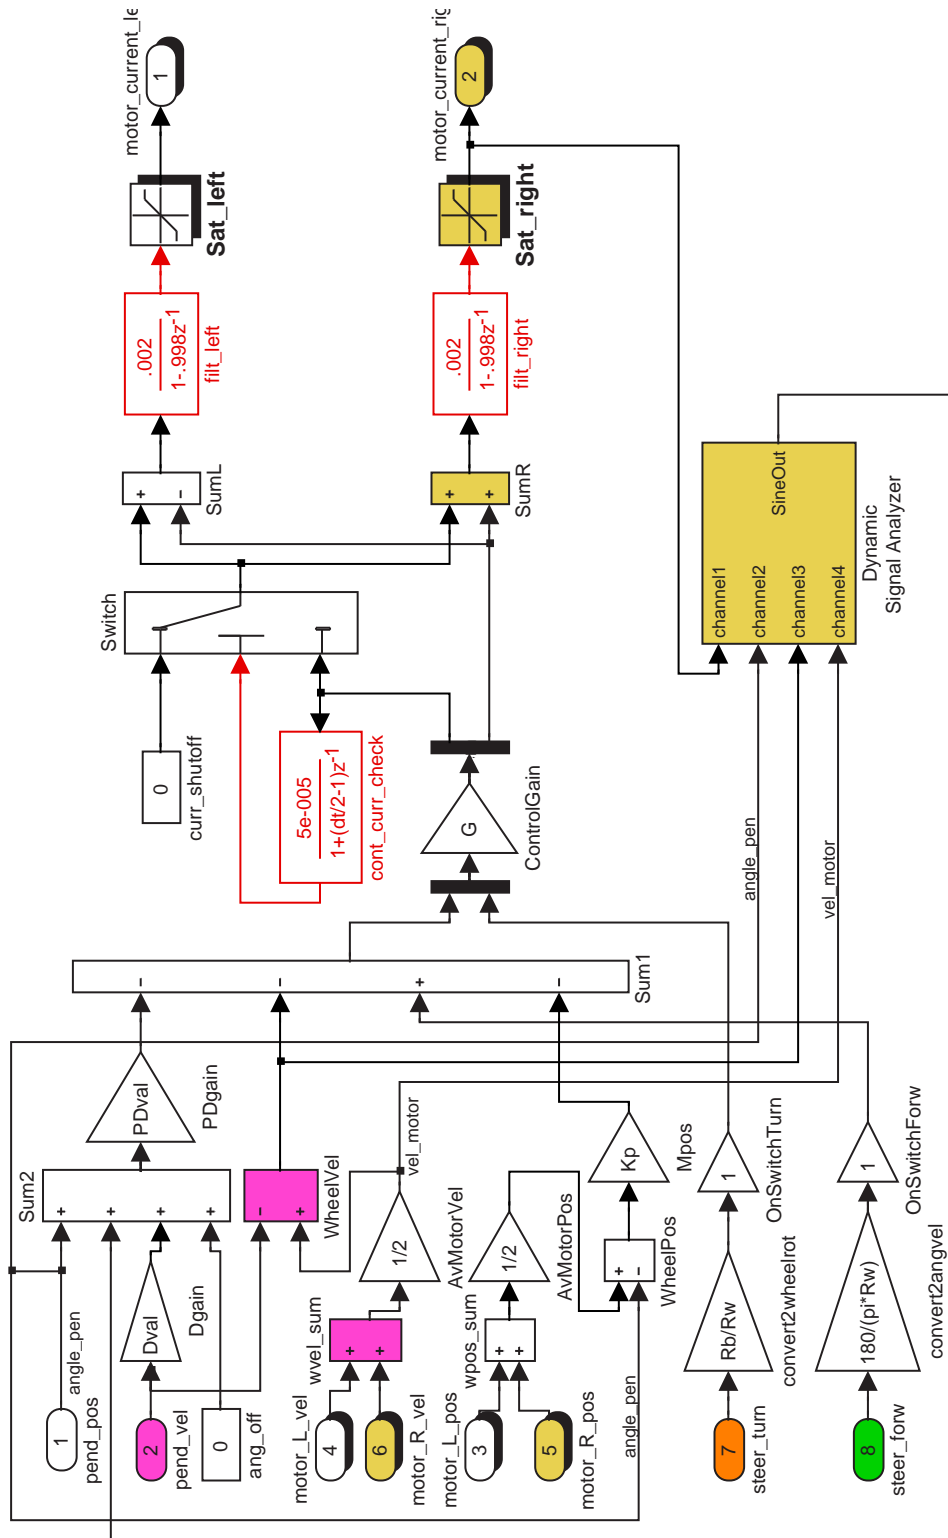 1
pend_pos
angle_pen
2
pend_vel
Dval
Dgain
0
ang_off
+
+
+
+
Sum2
PDval
PDgain
motor_L_vel
4
6
motor_R_vel
+
+
wvel_sum
1/2
AvMotorVel
vel_motor
-
+
WheelVel
motor_L_pos
3
5
motor_R_pos
+
+
wpos_sum
1/2
AvMotorPos
angle_pen
+
-
WheelPos
Kp
Mpos
7
steer_turn
Rb/Rw
convert2wheelrot
1
OnSwitchTurn
8
steer_forw
180/(pi*Rw)
convert2angvel
1
OnSwitchForw
-
-
+
-
Sum1
G
ControlGain
0
curr_shutoff
5e-005
1+(dt/2-1)z-1
cont_curr_check
Switch
+
-
SumL
+
+
SumR
.002
1-.998z-1
filt_left
.002
1-.998z-1
filt_right
Sat_left
Sat_right
motor_current_le
1
motor_current_rig
2
angle_pen
vel_motor
channel1
channel2
channel3
channel4
SineOut
Dynamic
Signal Analyzer